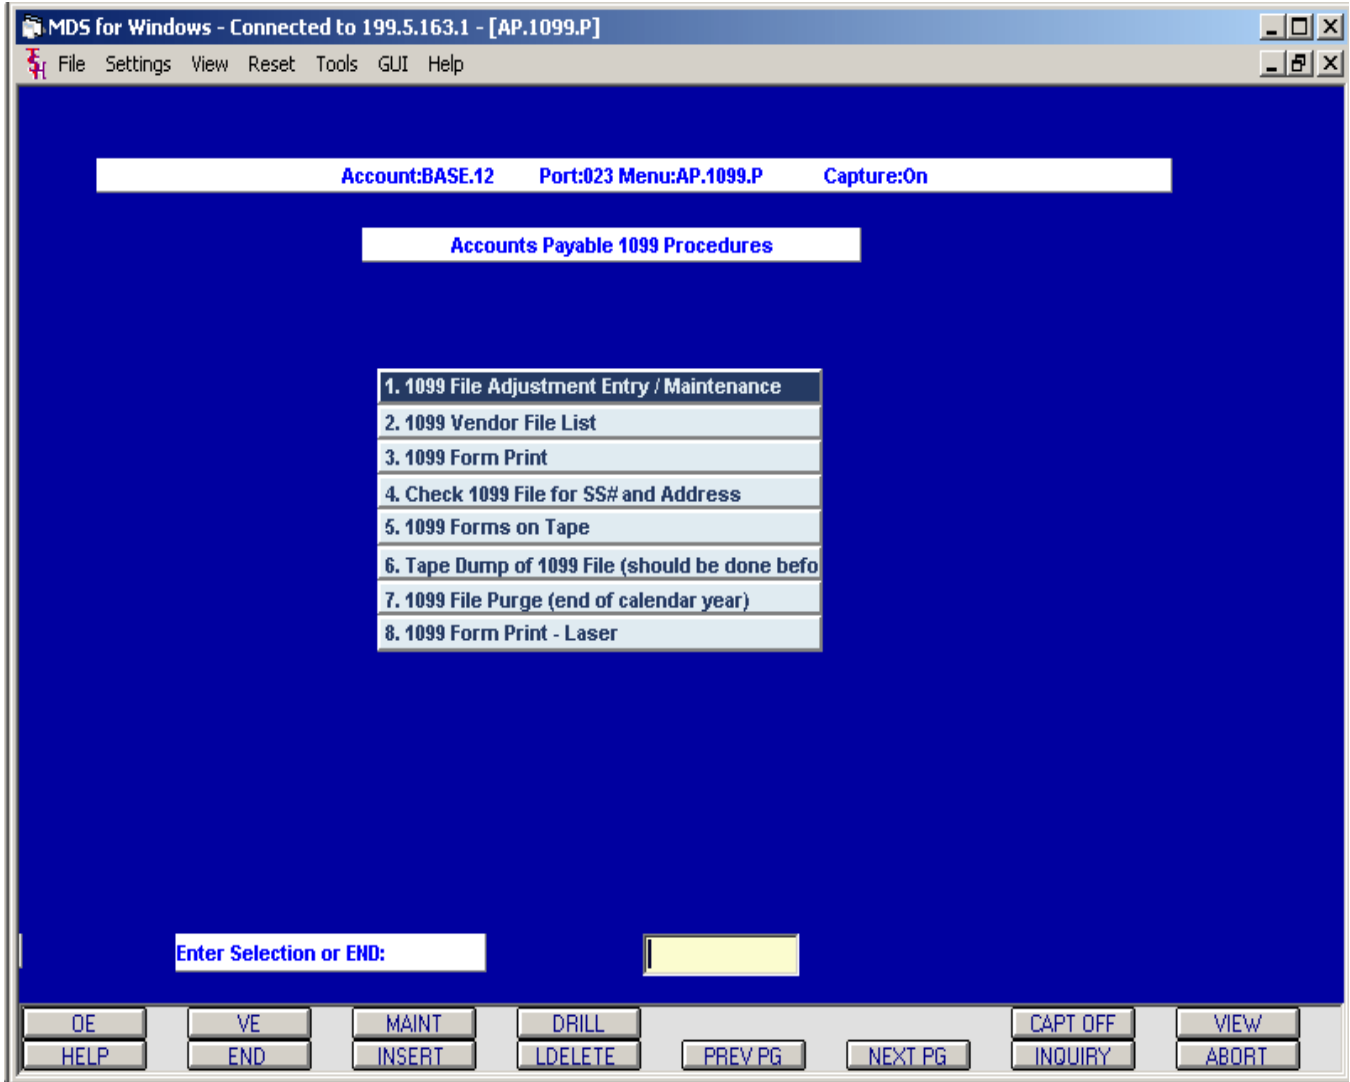 MDS for Windows - Connected to 199.5.163.1 - [AP.1099.P]
File Settings View Reset Tools GUI Help
Account:BASE.12 Port:023 Menu:AP.1099.P Capture:On
Accounts Payable 1099 Procedures
1. 1099 File Adjustment Entry / Maintenance
2. 1099 Vendor File List
3. 1099 Form Print
4. Check 1099 File for SS# and Address
5. 1099 Forms on Tape
6. Tape Dump of 1099 File (should be done befo
7. 1099 File Purge (end of calendar year)
8. 1099 Form Print - Laser
Enter Selection or END:
OE VE MAINT DRILL CAPT OFF VIEW
HELP END INSERT LDELETE PREV PG NEXT PG INQUIRY ABORT